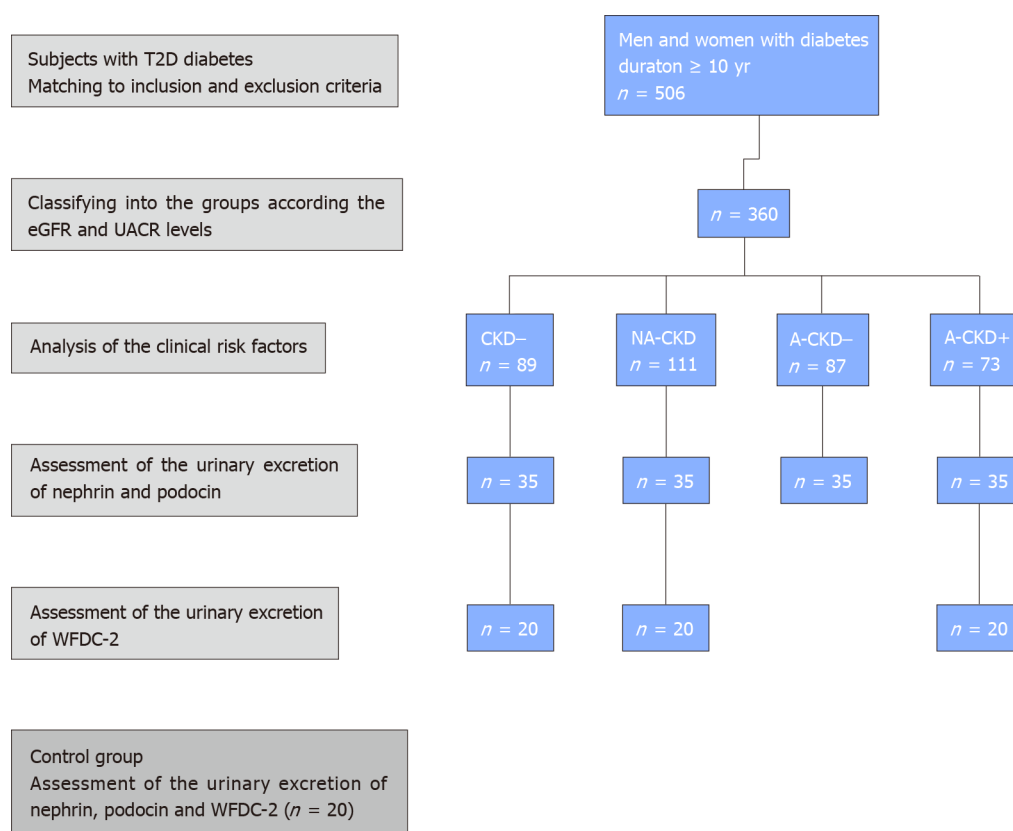 Subjects with T2D diabetes
Matching to inclusion and exclusion criteria
Men and women with diabetes
duraton ≥ 10 yr
n = 506
Classifying into the groups according the
eGFR and UACR levels
n = 360
Analysis of the clinical risk factors
CKD–
n = 89
NA-CKD
n = 111
A-CKD–
n = 87
A-CKD+
n = 73
Assessment of the urinary excretion
of nephrin and podocin
n = 35
n = 35
n = 35
n = 35
Assessment of the urinary excretion
of WFDC-2
n = 20
n = 20
n = 20
Control group
Assessment of the urinary excretion of
nephrin, podocin and WFDC-2 (n = 20)